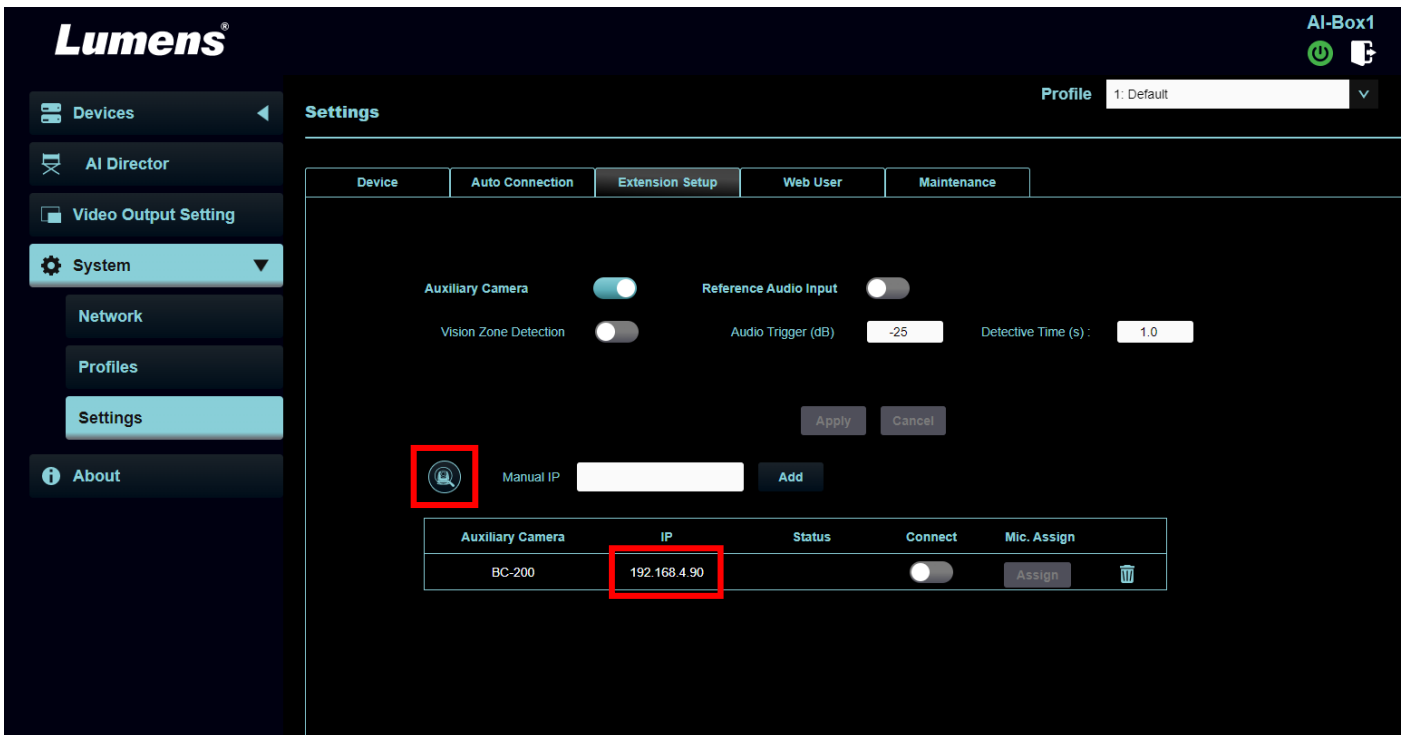 Lumens®
AI-Box1
Profile 1: Default
Devices
AI Director
Video Output Setting
System
Network
Profiles
Settings
About
Settings
Device Auto Connection Extension Setup Web User Maintenance
Auxiliary Camera Reference Audio Input
Vision Zone Detection Audio Trigger (dB) -25 Detective Time (s) : 1.0
Apply Cancel
Manual IP Add
Auxiliary Camera IP Status Connect Mic. Assign
BC-200 192.168.4.90 Assign